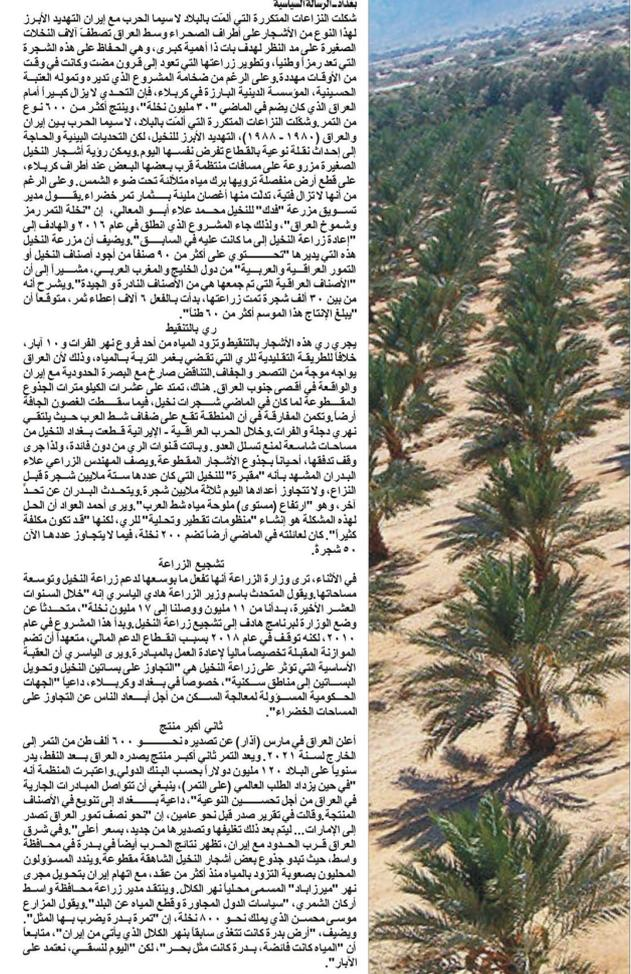 بغداد ـ الرسالة السياسية
شكلت النزاعات المتكررة التي ألمّت بالبلاد لا سيما الحرب مع إيران التهديد الأبرز
لهذا النوع من الأشجار على أطراف الصحراء وسط العراق تصطف آلاف النخلات
الصغيرة على مد النظر لهدف بات ذا أهمية كبرى، وهي الحفاظ على هذه الشجرة
التي تعد رمزاً وطنياً، وتطوير زراعتها التي تعود إلى قرون مضت وكانت في وقت
من الأوقات مهددة.وعلى الرغم من ضخامة المشروع الذي تديره وتموله العتبة
الحسينية، المؤسسة الدينية البارزة في كربلاء، فإن التحدي لا يزال كبيراً أمام
العراق الذي كان يضم في الماضي "٣٠ مليون نخلة"، وينتج أكثر من ٦٠٠ نوع
من التمر.وشكّلت النزاعات المتكررة التي ألمّت بالبلاد، لا سيما الحرب بين إيران
والعراق (١٩٨٠ - ١٩٨٨)، التهديد الأبرز للنخيل، لكن التحديات البيئية والحاجة
إلى إحداث نقلة نوعية بالقطاع تفرض نفسها اليوم.ويمكن رؤية أشجار النخيل
الصغيرة مزروعة على مسافات منتظمة قرب بعضها البعض عند أطراف كربلاء،
على قطع أرض منفصلة ترويها برك مياه متلألئة تحت ضوء الشمس.وعلى الرغم
من أنها لا تزال فتية، تدلّت منها أغصان مليئة بثمار تمر خضراء.يقول مدير
تسويق مزرعة "فدك" للنخيل محمد علاء أبو المعالي، إن "نخلة التمر رمز
وشموخ العراق"، ولذلك جاء المشروع الذي انطلق في عام ٢٠١٦ والهادف إلى
"إعادة زراعة النخيل إلى ما كانت عليه في السابق".ويضيف أن مزرعة النخيل
هذه التي يديرها "تحتوي على أكثر من ٩٠ صنفاً من أجود أصناف النخيل أو
التمور العراقية والعربية" من دول الخليج والمغرب العربي، مشيراً إلى أن
"الأصناف العراقية التي تم جمعها هي من الأصناف النادرة و الجيدة".ويشرح أنه
من بين ٣٠ ألف شجرة تمت زراعتها، بدأت بالفعل ٦ آلاف إعطاء ثمر، متوقعاً أن
"يبلغ الإنتاج هذا الموسم أكثر من ٦٠ طناً".
ري بالتنقيط
يجري ري هذه الأشجار بالتنقيط وتزود المياه من أحد فروع نهر الفرات و ١٠ آبار،
خلافاً للطريقة التقليدية للري التي تقضي بغمر التربة بالمياه، وذلك لأن العراق
يواجه موجة من التصحر والجفاف.التناقض صارخ مع البصرة الحدودية مع إيران
والواقعة في أقصى جنوب العراق. هناك، تمتد على عشرات الكيلومترات الجذوع
المقطوعة لما كان في الماضي شجرات نخيل، فيما سقطت الغصون الجافة
أرضاً.وتكمن المفارقة في أن المنطقة تقع على ضفاف شط العرب حيث يلتقي
نهري دجلة والفرات.وخلال الحرب العراقية - الإيرانية قطعت بغداد النخيل من
مساحات شاسعة لمنع تسلل العدو. وباتت قنوات الري من دون فائدة، ولذا جرى
وقف تدفقها، أحياناً بجذوع الأشجار المقطوعة.ويصف المهندس الزراعي علاء
البدران المشهد بأنه "مقبرة" للنخيل التي كان عددها ستة ملايين شجرة قبل
النزاع، ولا تتجاوز أعدادها اليوم ثلاثة ملايين شجرة.ويتحدث البدران عن تحدّ
آخر، وهو "ارتفاع (مستوى) ملوحة مياه شط العرب".ويرى أحمد العواد أن الحل
لهذه المشكلة هو إنشاء "منظومات تقطير وتحلية" للري، لكنها "قد تكون مكلفة
كثيراً". كان لعائلته في الماضي أرضاً تضم ٢٠٠ نخلة، فيما لا يتجاوز عددها الآن
٥٠ شجرة.
تشجيع الزراعة
في الأثناء، ترى وزارة الزراعة أنها تفعل ما بوسعها لدعم زراعة النخيل وتوسعة
مساحاتها.ويقول المتحدث باسم وزير الزراعة هادي الياسري إنه "خلال السنوات
العشر الأخيرة، بدأنا من ١١ مليون ووصلنا إلى ١٧ مليون نخلة"، متحدثاً عن
وضع الوزارة لبرنامج هادف إلى تشجيع زراعة النخيل.وبدأ هذا المشروع في عام
٢٠١٠، لكنه توقف في عام ٢٠١٨ بسبب انقطاع الدعم المالي، متعهداً أن تضم
الموازنة المقبلة تخصيصاً مالياً لإعادة العمل بالمبادرة.ويرى الياسري أن العقبة
الأساسية التي تؤثر على زراعة النخيل هي "التجاوز على بساتين النخيل وتحويل
البساتين إلى مناطق سكنية"، خصوصاً في بغداد وكربلاء، داعياً "الجهات
الحكومية المسؤولة لمعالجة السكن من أجل أبعاد الناس عن التجاوز على
المساحات الخضراء".
ثاني أكبر منتج
أعلن العراق في مارس (آذار) عن تصديره نحو ٦٠٠ ألف طن من التمر إلى
الخارج لسنة ٢٠٢١. ويعد التمر ثاني أكبر منتج يصدره العراق بعد النفط، يدر
سنوياً على البلاد ١٢٠ مليون دولاراً بحسب البنك الدولي.واعتبرت المنظمة أنه
"في حين يزداد الطلب العالمي (على التمر)، ينبغي أن تتواصل المبادرات الجارية
في العراق من أجل تحسين النوعية"، داعية بغداد إلى تنويع في الأصناف
المنتجة.وقالت في تقرير صدر قبل نحو عامين، إن "نحو نصف تمور العراق تصدر
إلى الإمارات... ليتم بعد ذلك تغليفها وتصديرها من جديد، بسعر أعلى".وفي شرق
العراق قرب الحدود مع إيران، تظهر نتائج الحرب أيضاً في بدرة في محافظة
واسط، حيث تبدو جذوع بعض أشجار النخيل الشاهقة مقطوعة.ويندد المسؤولون
المحليون بصعوبة التزود بالمياه منذ أكثر من عقد، مع اتهام إيران بتحويل مجرى
نهر "ميرزاباد" المسمى محلياً نهر الكلال. وينتقد مدير زراعة محافظة واسط
أركان الشمري، "سياسات الدول المجاورة وقطع المياه عن البلد".ويقول المزارع
موسى محسن الذي يملك نحو ٨٠٠ نخلة، إن "تمرة بدرة يضرب بها المثل".
ويضيف، "أرض بدرة كانت تتغذى سابقاً بنهر الكلال الذي يأتي من إيران"، متابعاً
أن "المياه كانت فائضة، بدرة كانت مثل بحر"، لكن "اليوم لنسقي، نعتمد على
الآبار".